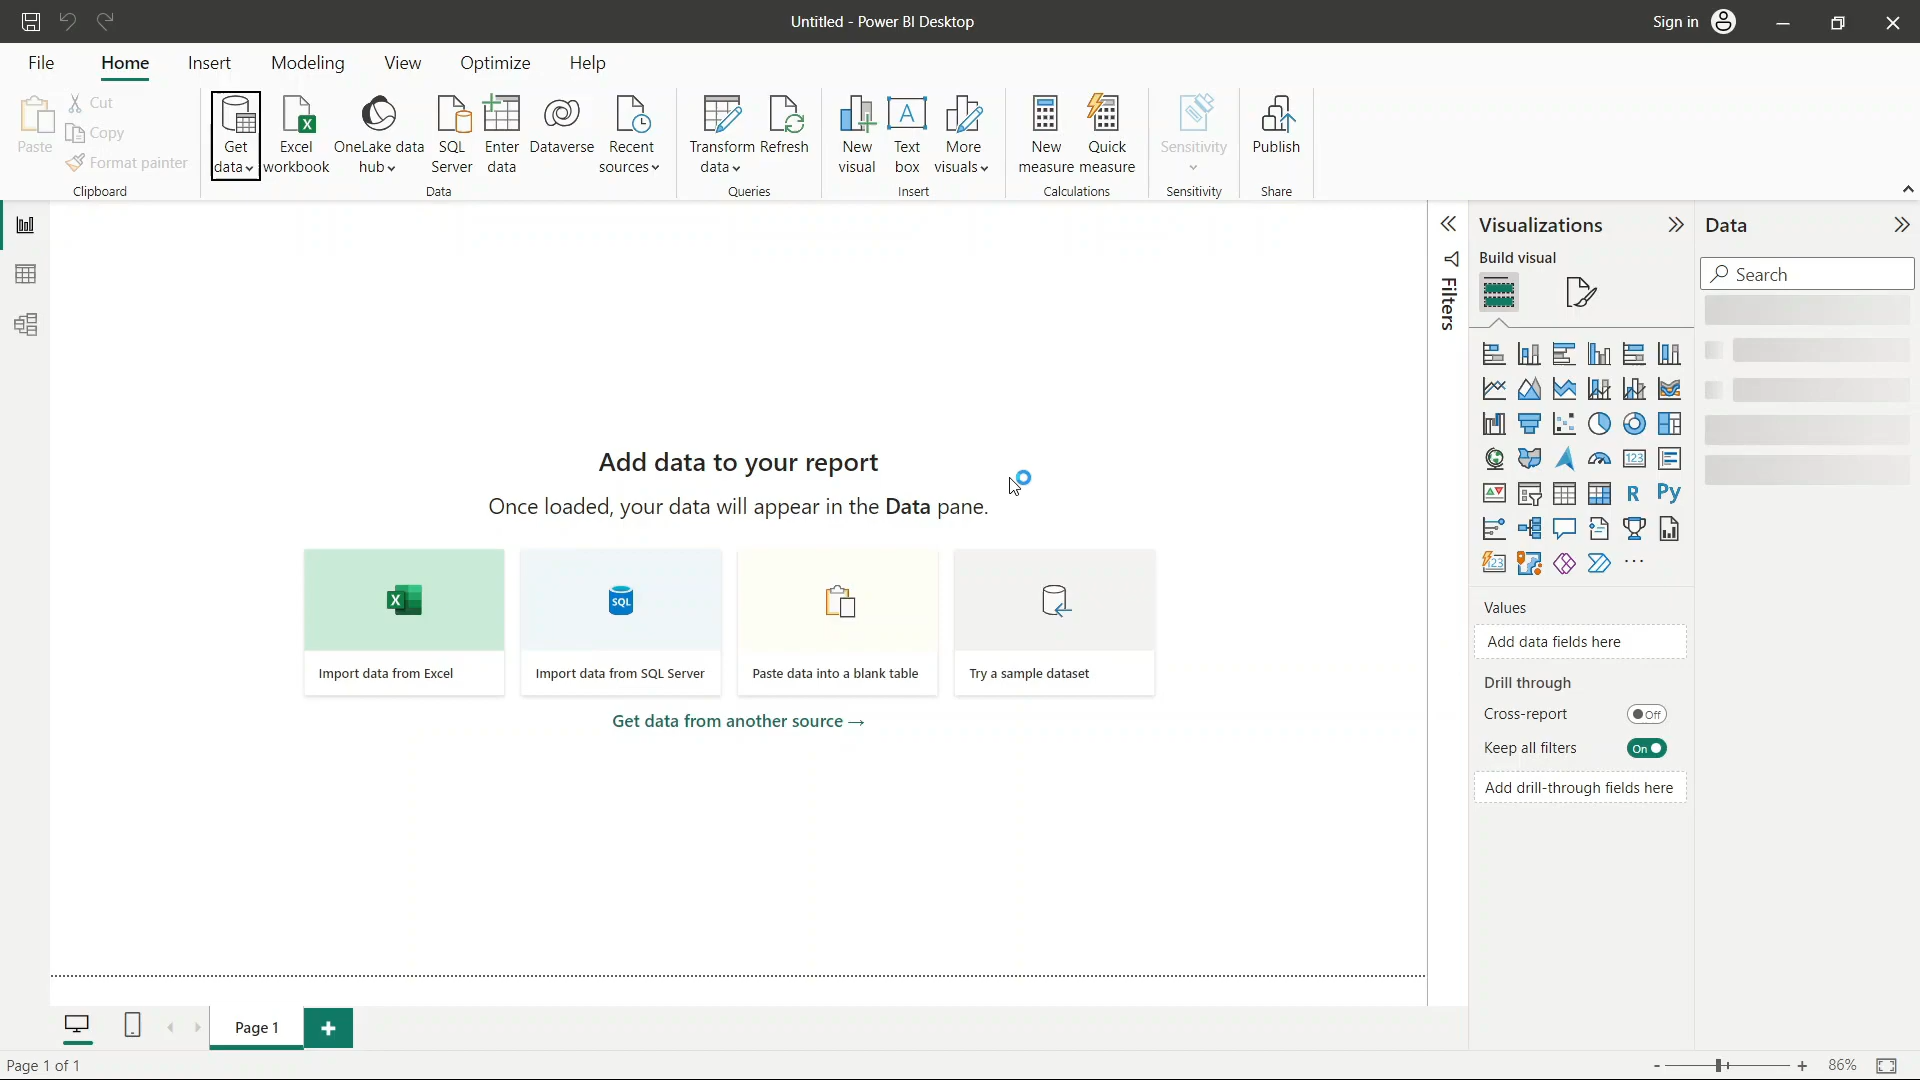 Untitled - Power BI Desktop
Sign in
File
Home
Insert
Modeling
View
Optimize
Help
Paste
Cut
Copy
Format painter
Clipboard
Get
data
Excel
workbook
OneLake data
hub
SQL
Server
Enter
data
Dataverse
Recent
sources
Data
Transform
data
Refresh
Queries
New
visual
A
Text
box
More
visuals
Insert
New
measure
Quick
measure
Calculations
Sensitivity
Sensitivity
Publish
Share
Filters
Visualizations
Build visual
123
R
Py
123
Values
Add data fields here
Drill through
Cross-report
Off
Keep all filters
On
Add drill-through fields here
Data
Search
Add data to your report
Once loaded, your data will appear in the Data pane.
X
Import data from Excel
SQL
Import data from SQL Server
Paste data into a blank table
Try a sample dataset
Get data from another source →
Page 1
+
Page 1 of 1
- + 86%